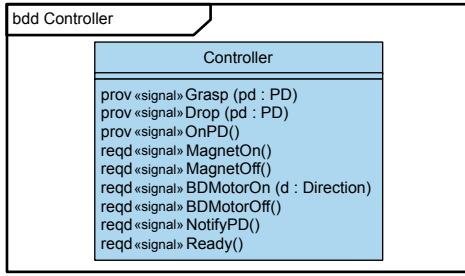 bdd Controller
Controller
prov «signal» Grasp (pd : PD)
prov «signal» Drop (pd : PD)
prov «signal» OnPD()
reqd «signal» MagnetOn()
reqd «signal» MagnetOff()
reqd «signal» BDMotorOn (d : Direction)
reqd «signal» BDMotorOff()
reqd «signal» NotifyPD()
reqd «signal» Ready()